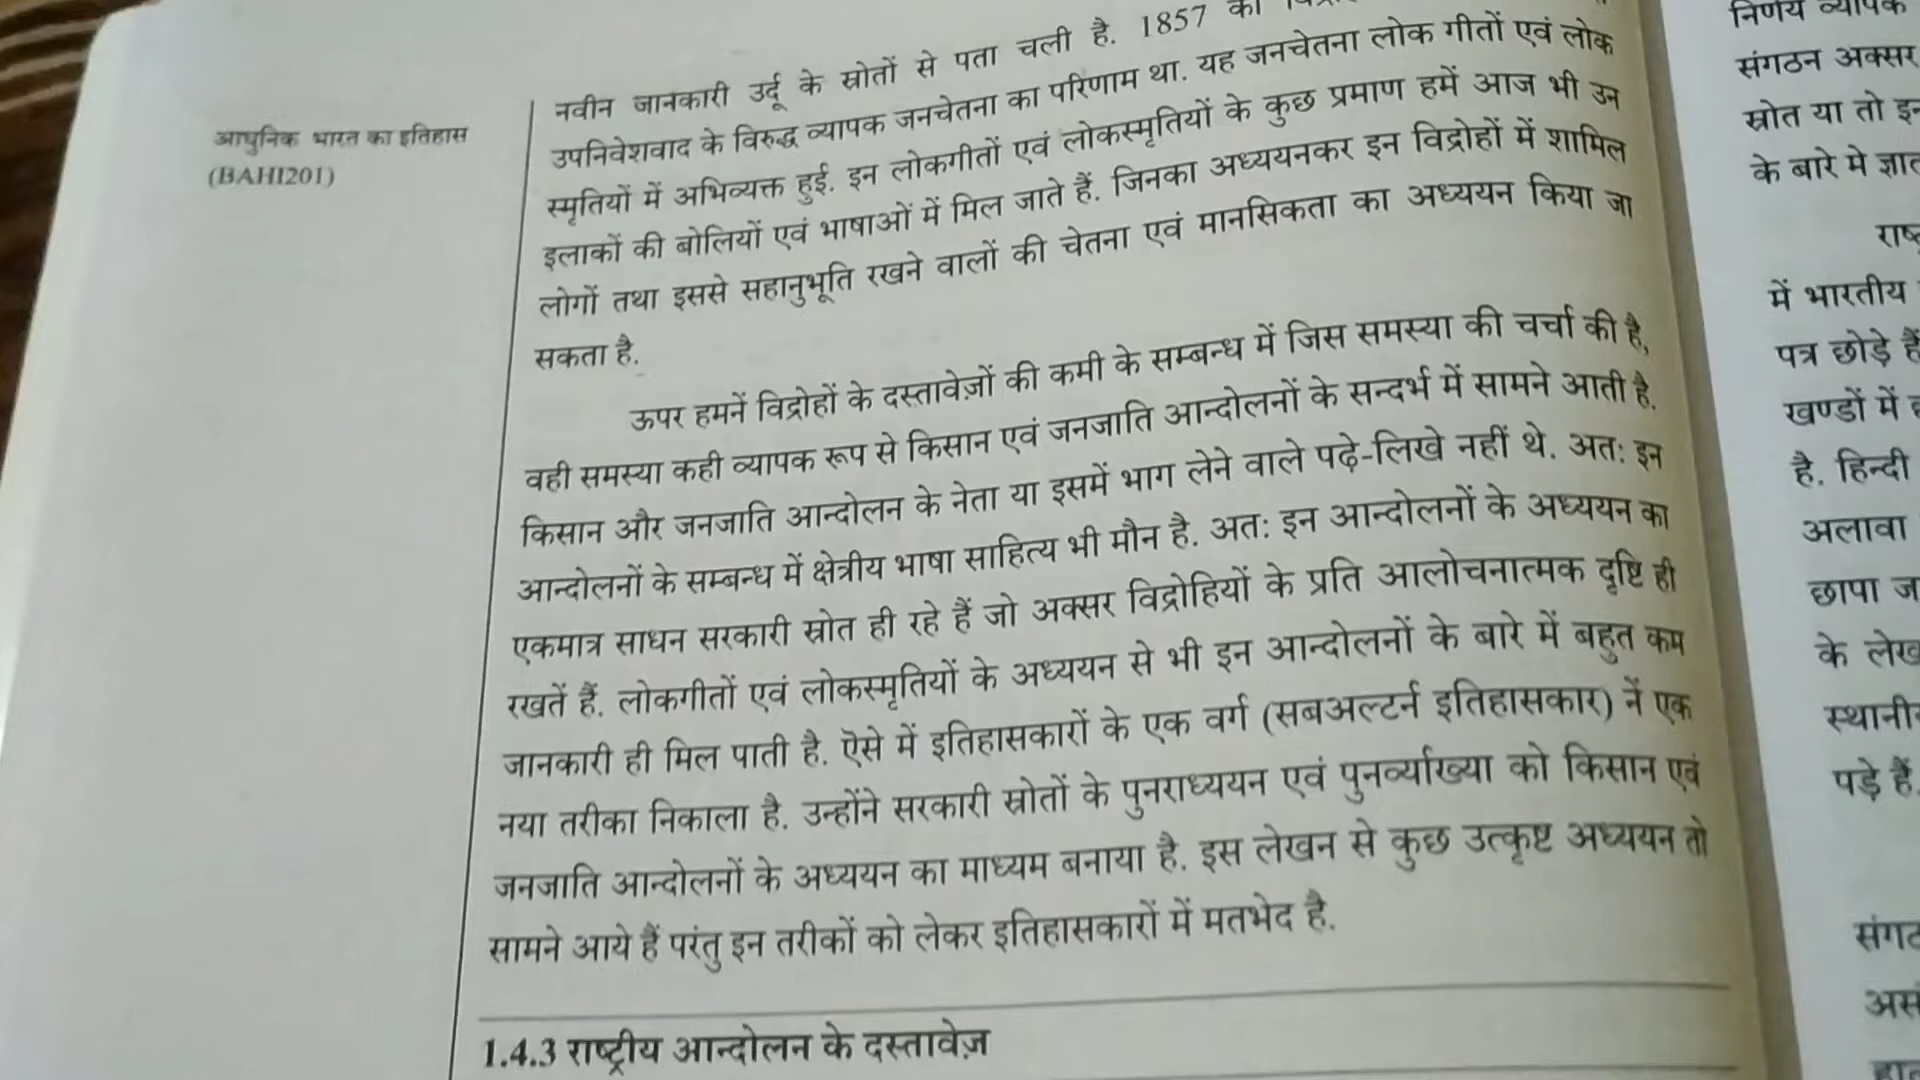 आधुनिक भारत का इतिहास
(BAHI201)
नवीन जानकारी उर्दू के स्रोतों से पता चली है. 1857 का
उपनिवेशवाद के विरुद्ध व्यापक जनचेतना का परिणाम था. यह जनचेतना लोक गीतों एवं लोक
स्मृतियों में अभिव्यक्त हुई. इन लोकगीतों एवं लोकस्मृतियों के कुछ प्रमाण हमें आज भी उन
इलाकों की बोलियों एवं भाषाओं में मिल जाते हैं. जिनका अध्ययनकर इन विद्रोहों में शामिल
लोगों तथा इससे सहानुभूति रखने वालों की चेतना एवं मानसिकता का अध्ययन किया जा
सकता है.
ऊपर हमनें विद्रोहों के दस्तावेज़ों की कमी के सम्बन्ध में जिस समस्या की चर्चा की है,
वही समस्या कही व्यापक रूप से किसान एवं जनजाति आन्दोलनों के सन्दर्भ में सामने आती है.
किसान और जनजाति आन्दोलन के नेता या इसमें भाग लेने वाले पढ़े-लिखे नहीं थे. अत: इन
आन्दोलनों के सम्बन्ध में क्षेत्रीय भाषा साहित्य भी मौन है. अत: इन आन्दोलनों के अध्ययन का
एकमात्र साधन सरकारी स्रोत ही रहे हैं जो अक्सर विद्रोहियों के प्रति आलोचनात्मक दृष्टि ही
रखतें हैं. लोकगीतों एवं लोकस्मृतियों के अध्ययन से भी इन आन्दोलनों के बारे में बहुत कम
जानकारी ही मिल पाती है. ऎसे में इतिहासकारों के एक वर्ग (सबअल्टर्न इतिहासकार) नें एक
नया तरीका निकाला है. उन्होंने सरकारी स्रोतों के पुनराध्ययन एवं पुनर्व्याख्या को किसान एवं
जनजाति आन्दोलनों के अध्ययन का माध्यम बनाया है. इस लेखन से कुछ उत्कृष्ट अध्ययन तो
सामने आये हैं परंतु इन तरीकों को लेकर इतिहासकारों में मतभेद है.
1.4.3 राष्ट्रीय आन्दोलन के दस्तावेज़
निर्णय व्यापक
संगठन अक्सर
स्रोत या तो
के बारे मे
में भारतीय
पत्र छोड़े
खण्डों में
है. हिन्दी
अलावा
छापा
के
पड़े हैं.